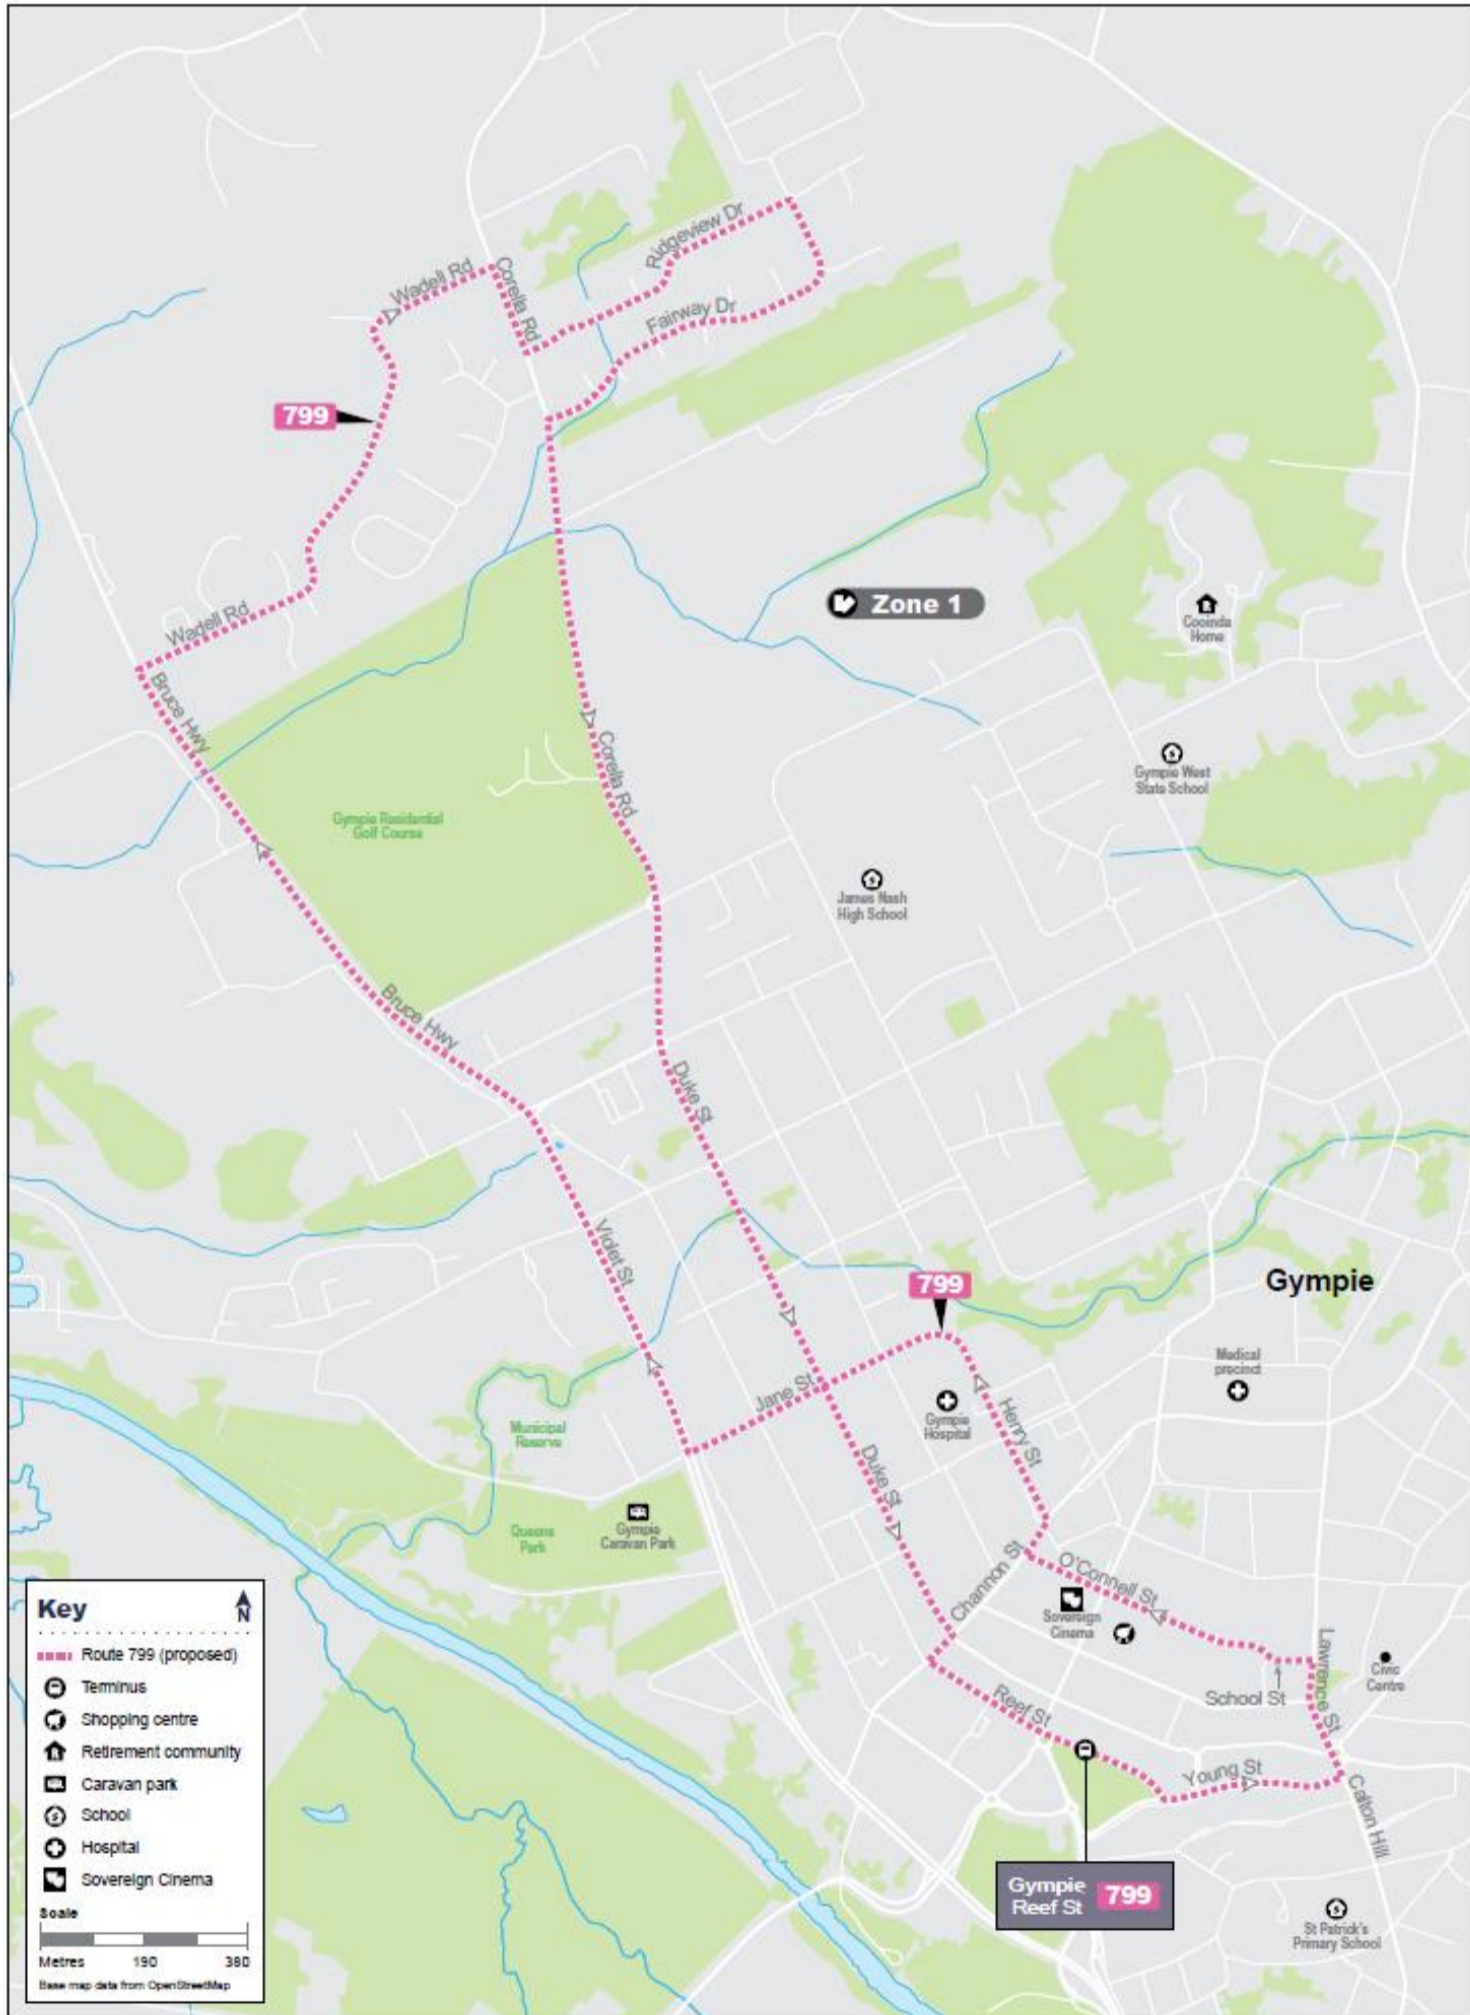 Ridgeview Dr
Wadell Rd
Corella Rd
Fairway Dr
799
Zone 1
Cooinda
Home
Wadell Rd
Bruce Hwy
Corella Rd
Gympie West
State School
Gympie Residential
Golf Course
James Nash
High School
Bruce Hwy
Duke St
Violet St
799
Gympie
Medical
precinct
Jane St
Henry St
Gympie
Hospital
Municipal
Reserve
Duke St
Queens
Park
Gympie
Caravan Park
Channon St
O'Connell St
Sovereign
Cinema
Lawrence St
Civic
Centre
School St
Reef St
Young St
Calton Hill
Gympie
Reef St
799
St Patrick's
Primary School
Key
N
Route 799 (proposed)
Terminus
Shopping centre
Retirement community
Caravan park
School
Hospital
Sovereign Cinema
Scale
Metres 190 380
Base map data from OpenStreetMap